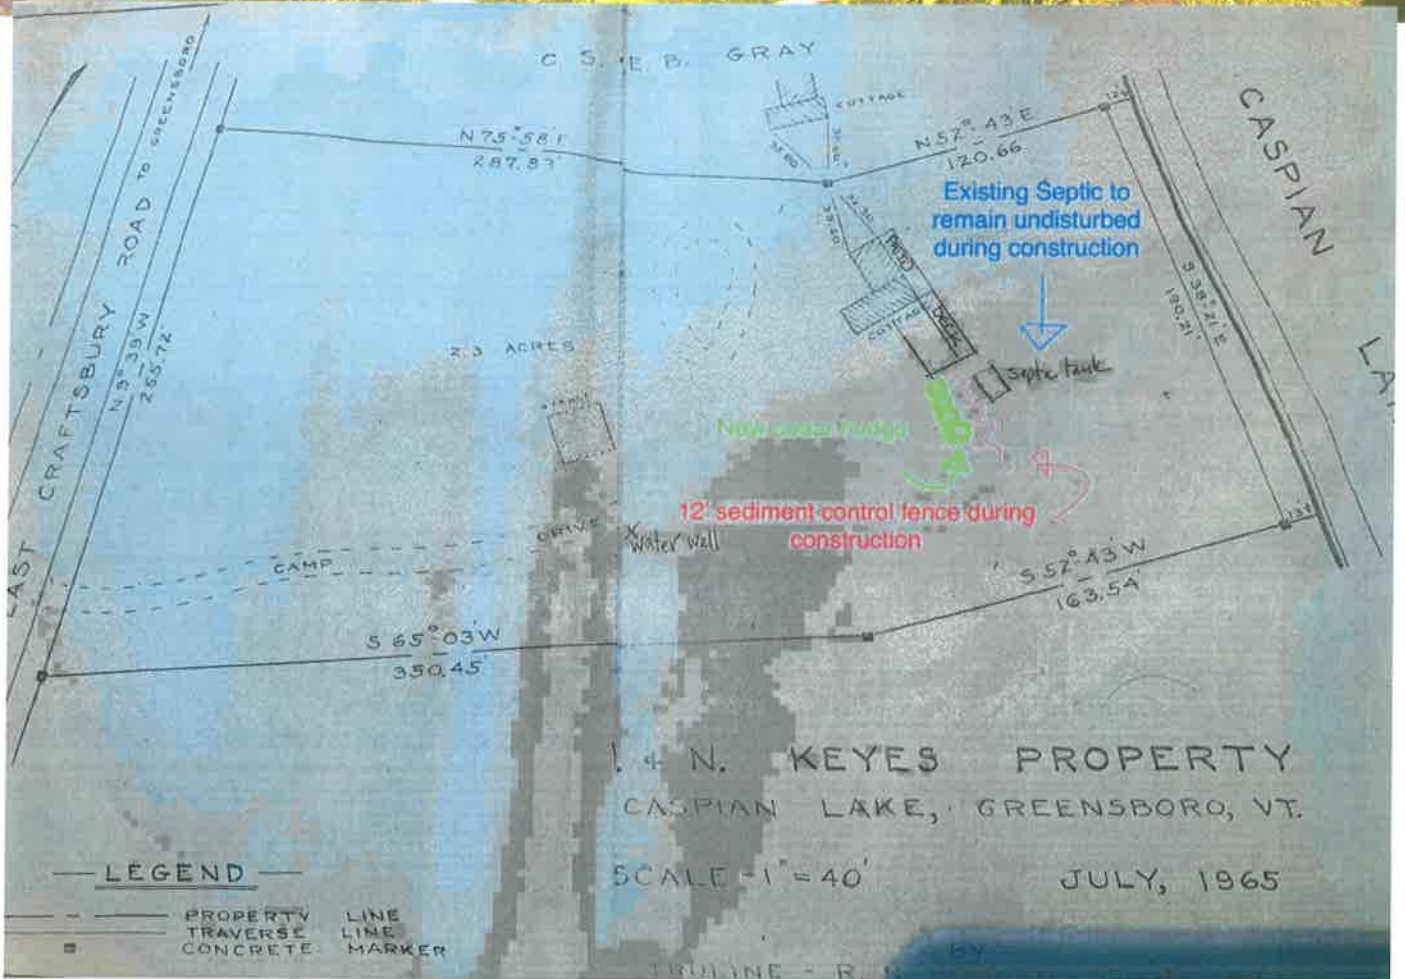 C. S. E. B. GRAY
COTTAGE
N 75°-58' E
287.83'
N 52°-43' E
120.66
CASPIAN
Existing Septic to
remain undisturbed
during construction
CRAFTSBURY ROAD TO GREENSBORO
N 3°-39' W
255.72'
PATIO
DECK
COTTAGE
S 38°-21' E
190.21'
2.3 ACRES
Septic tank
New cedar hedge
12' sediment control fence during
construction
DRIVE
x
Water well
CAMP
S 52°-43' W
163.54'
S 65°-03' W
350.45'
& N. KEYES PROPERTY
CASPIAN LAKE, GREENSBORO, VT.
SCALE - 1" = 40'
JULY, 1965
LEGEND
PROPERTY LINE
TRAVERSE LINE
CONCRETE MARKER
BY